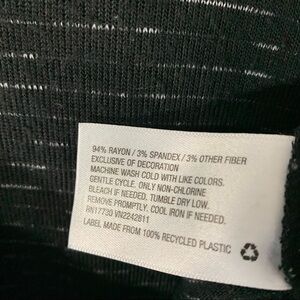 94% RAYON / 3% SPANDEX / 3% OTHER FIBER
EXCLUSIVE OF DECORATION
MACHINE WASH COLD WITH LIKE COLORS.
GENTLE CYCLE. ONLY NON-CHLORINE
BLEACH IF NEEDED. TUMBLE DRY LOW.
REMOVE PROMPTLY. COOL IRON IF NEEDED.
RN17730 VN2242811
LABEL MADE FROM 100% RECYCLED PLASTIC